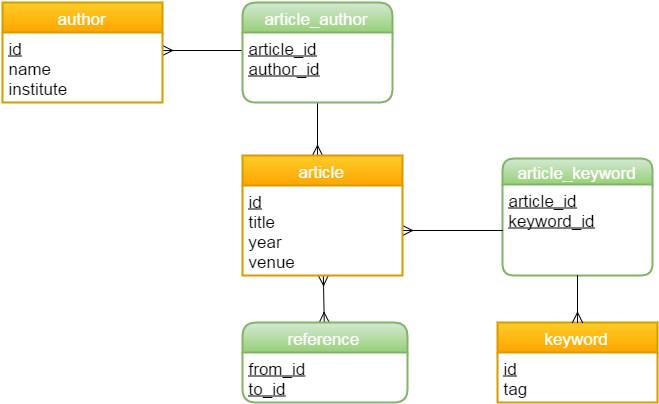 author
id
name
institute
article_author
article_id
author_id
article
id
title
year
venue
article_keyword
article_id
keyword_id
reference
from_id
to_id
keyword
id
tag